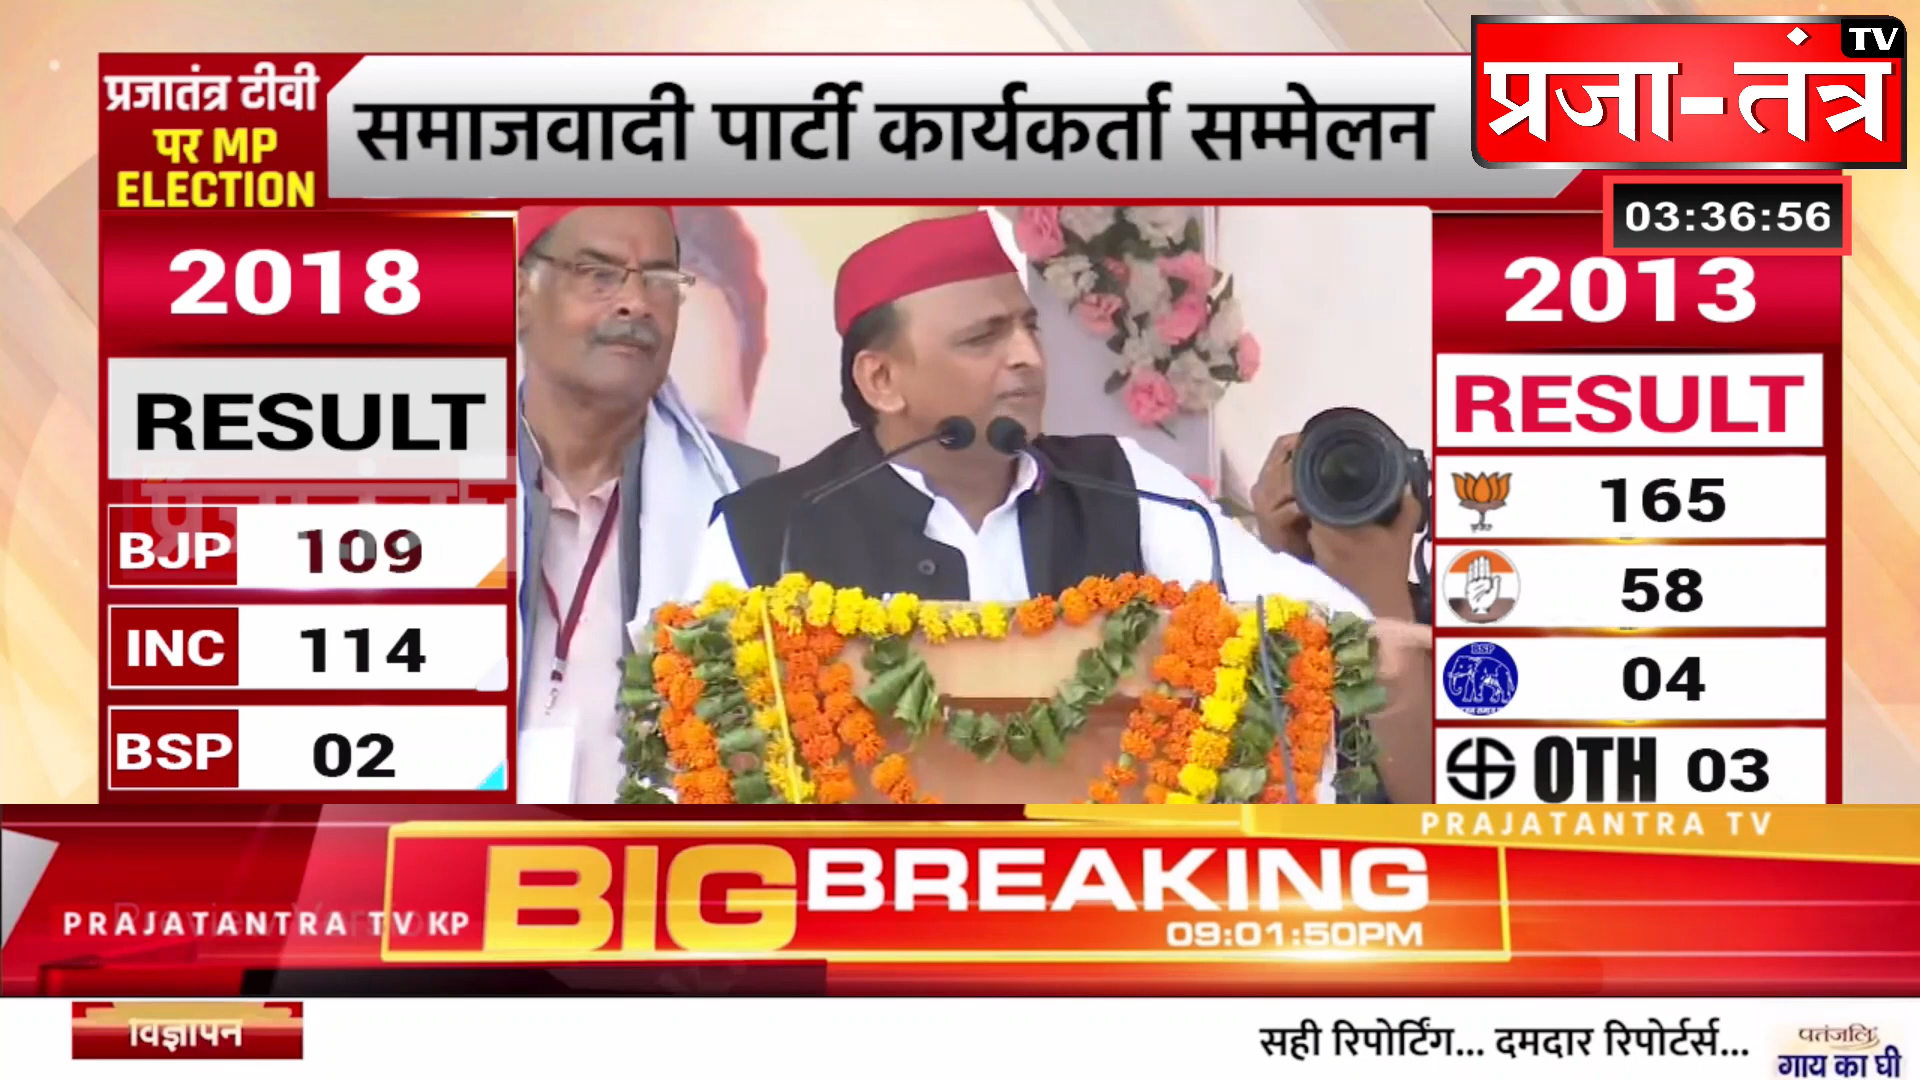 प्रजातंत्र टीवी
पर MP
ELECTION
समाजवादी पार्टी कार्यकर्ता सम्मेलन
TV
प्रजा-तंत्र
03:36:56
2018
RESULT
BJP 109
INC 114
BSP 02
2013
RESULT
165
58
BSP
04
OTH 03
PRAJATANTRA TV
PRAJATANTRA TV KP
BIG BREAKING
09:01:50PM
विज्ञापन
सही रिपोर्टिंग... दमदार रिपोर्टर्स...
पतंजलि
गाय का घी